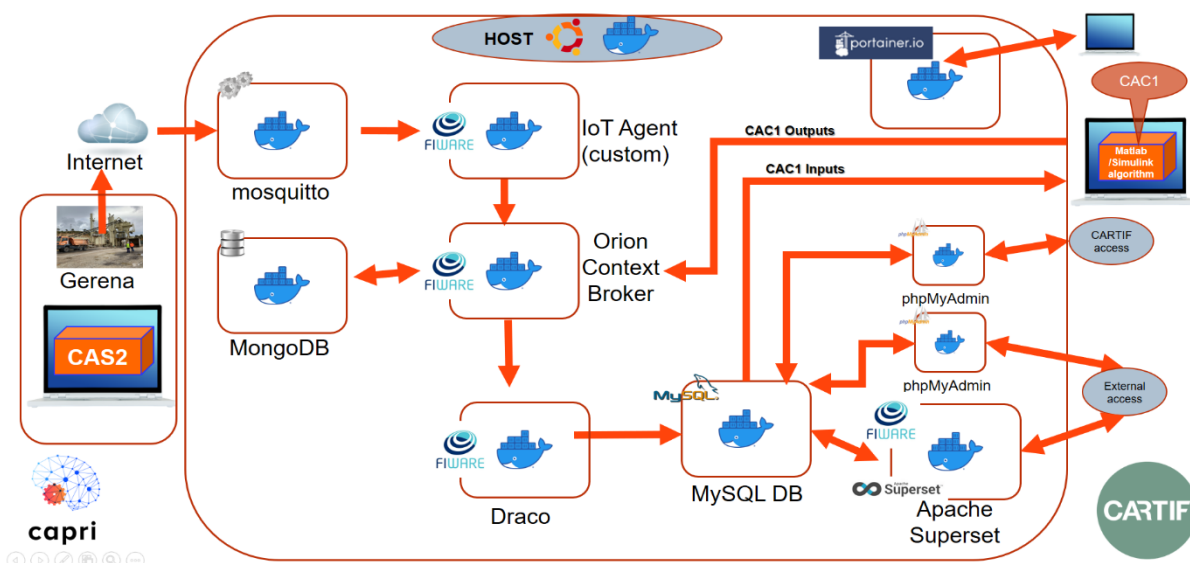 HOST
portainer.io
CAC1
Matlab
/Simulink
algorithm
Internet
mosquitto
FIWARE
IoT Agent
(custom)
CAC1 Outputs
CAC1 Inputs
Gerena
CAS2
MongoDB
FIWARE
Orion
Context
Broker
phpMyAdmin
phpMyAdmin
CARTIF
access
phpMyAdmin
phpMyAdmin
External
access
FIWARE
Draco
MySQL
MySQL DB
FIWARE
Superset
Apache
Superset
capri
CARTIF